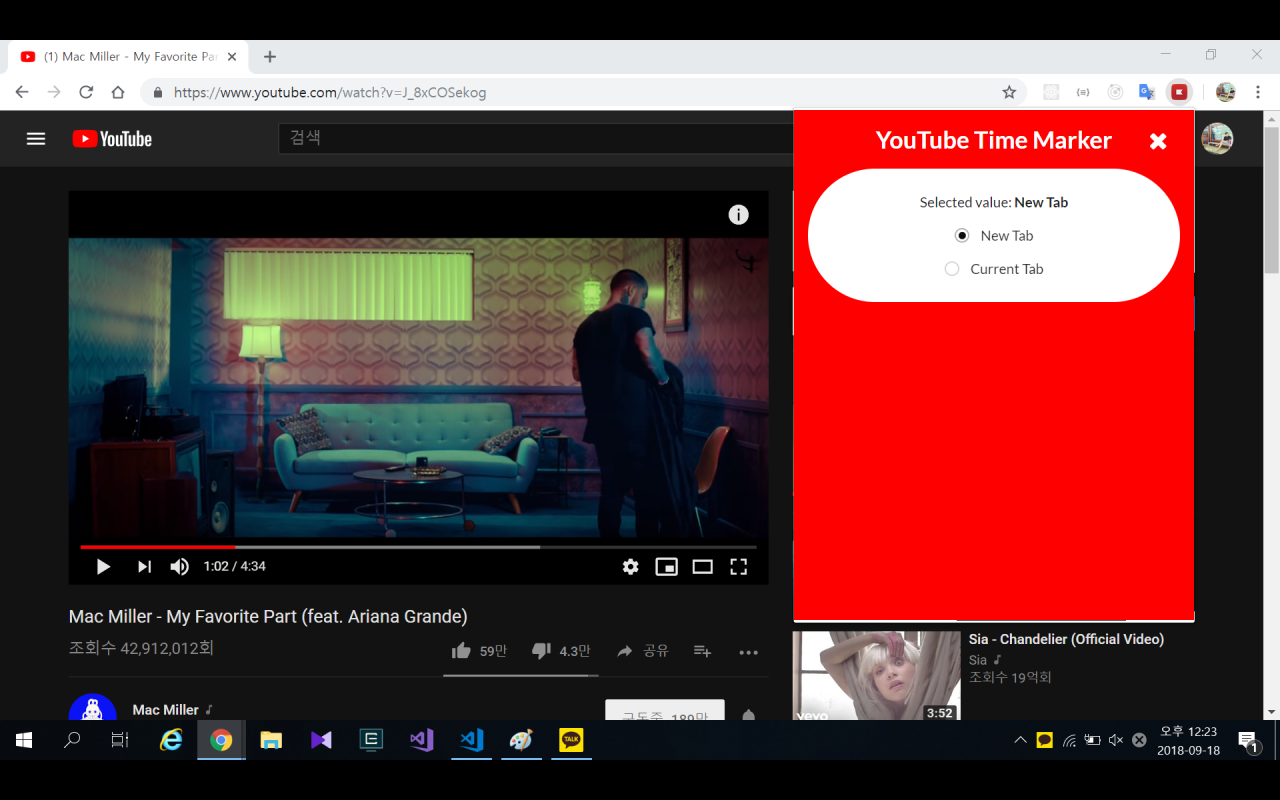 (1) Mac Miller - My Favorite Par
https://www.youtube.com/watch?v=J_8xCOSekog
YouTube
검색
YouTube Time Marker
Selected value: New Tab
New Tab
Current Tab
1:02 / 4:34
Mac Miller - My Favorite Part (feat. Ariana Grande)
조회수 42,912,012회
59만
4.3만
공유
Mac Miller
구독중 189만
Sia - Chandelier (Official Video)
Sia
조회수 19억회
vevo
3:52
TALK
오후 12:23
2018-09-18
1